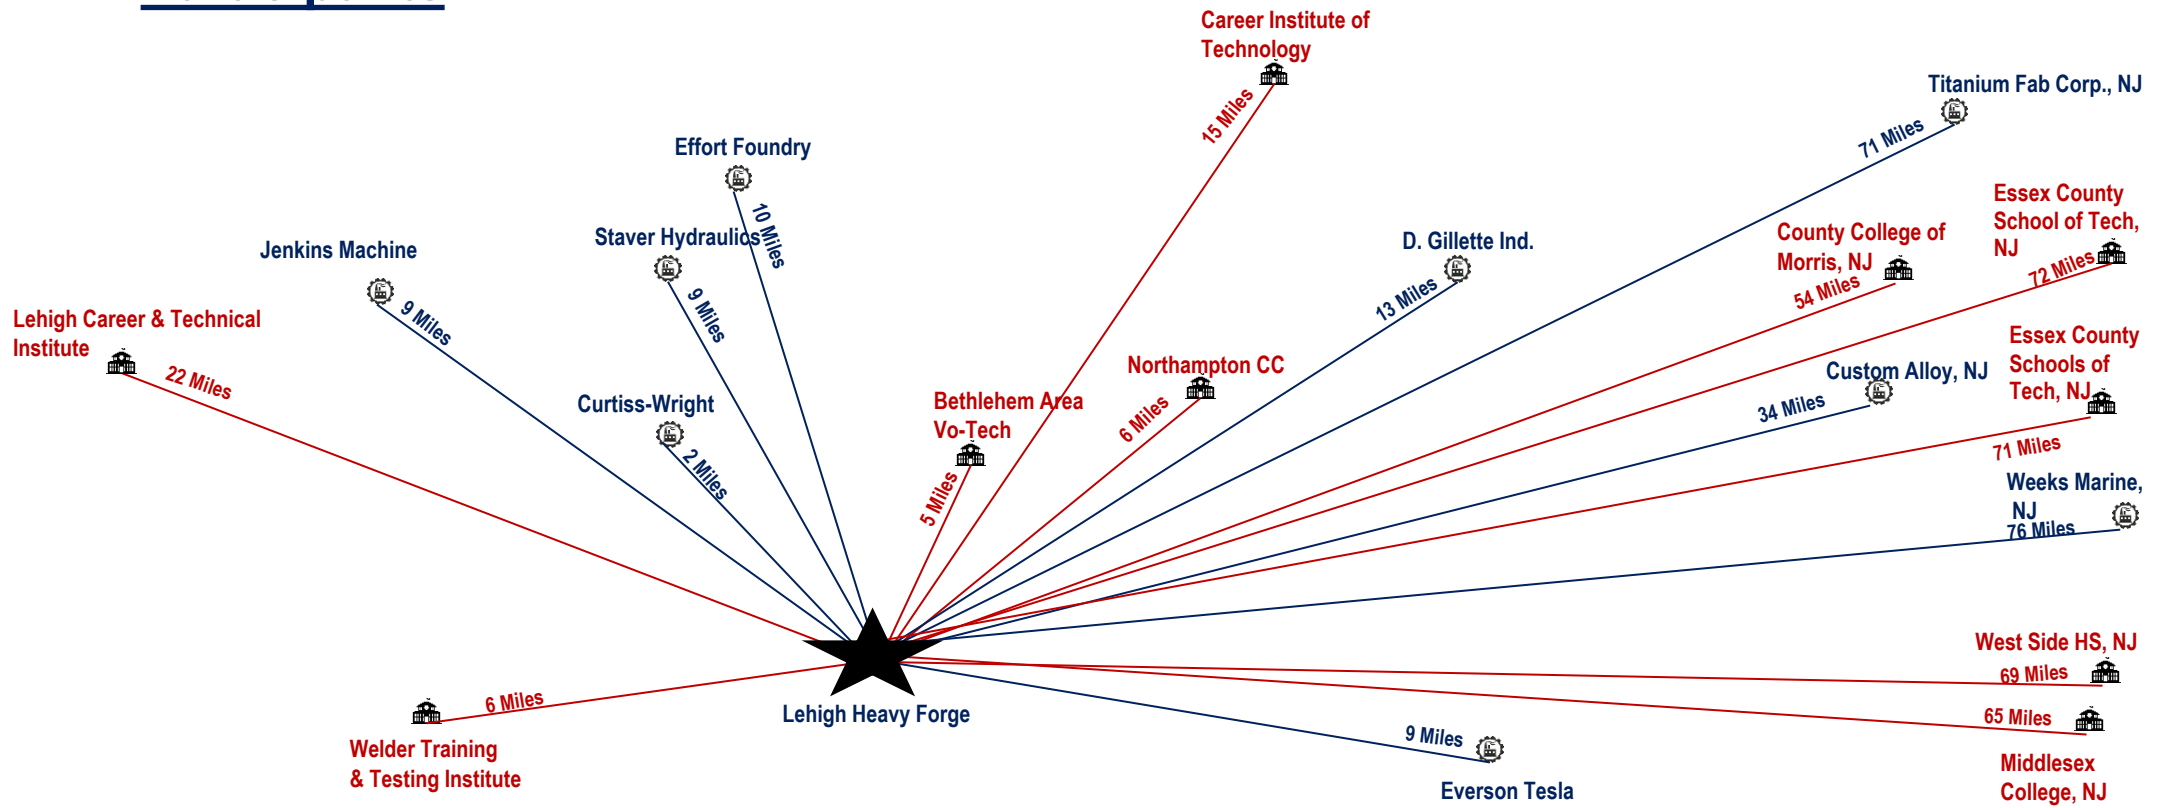 Career Institute of
Technology
15 Miles
Titanium Fab Corp., NJ
71 Miles
Effort Foundry
10 Miles
Staver Hydraulics
9 Miles
Jenkins Machine
9 Miles
D. Gillette Ind.
13 Miles
County College of
Morris, NJ
54 Miles
Essex County
School of Tech,
NJ
72 Miles
Lehigh Career & Technical
Institute
22 Miles
Curtiss-Wright
2 Miles
Bethlehem Area
Vo-Tech
5 Miles
Northampton CC
6 Miles
Custom Alloy, NJ
34 Miles
Essex County
Schools of
Tech, NJ
71 Miles
Weeks Marine,
NJ
76 Miles
West Side HS, NJ
69 Miles
65 Miles
Middlesex
College, NJ
6 Miles
Welder Training
& Testing Institute
Lehigh Heavy Forge
9 Miles
Everson Tesla